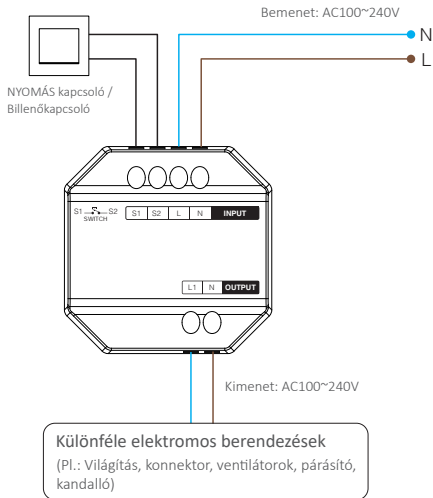 Bemenet: AC100~240V
N
L
NYOMÁS kapcsoló /
Billenőkapcsoló
S1 S2
SWITCH
S1 S2 L N INPUT
L1 N OUTPUT
Kimenet: AC100~240V
Különféle elektromos berendezések
(Pl.: Világítás, konnektor, ventilátorok, párásító,
kandalló)